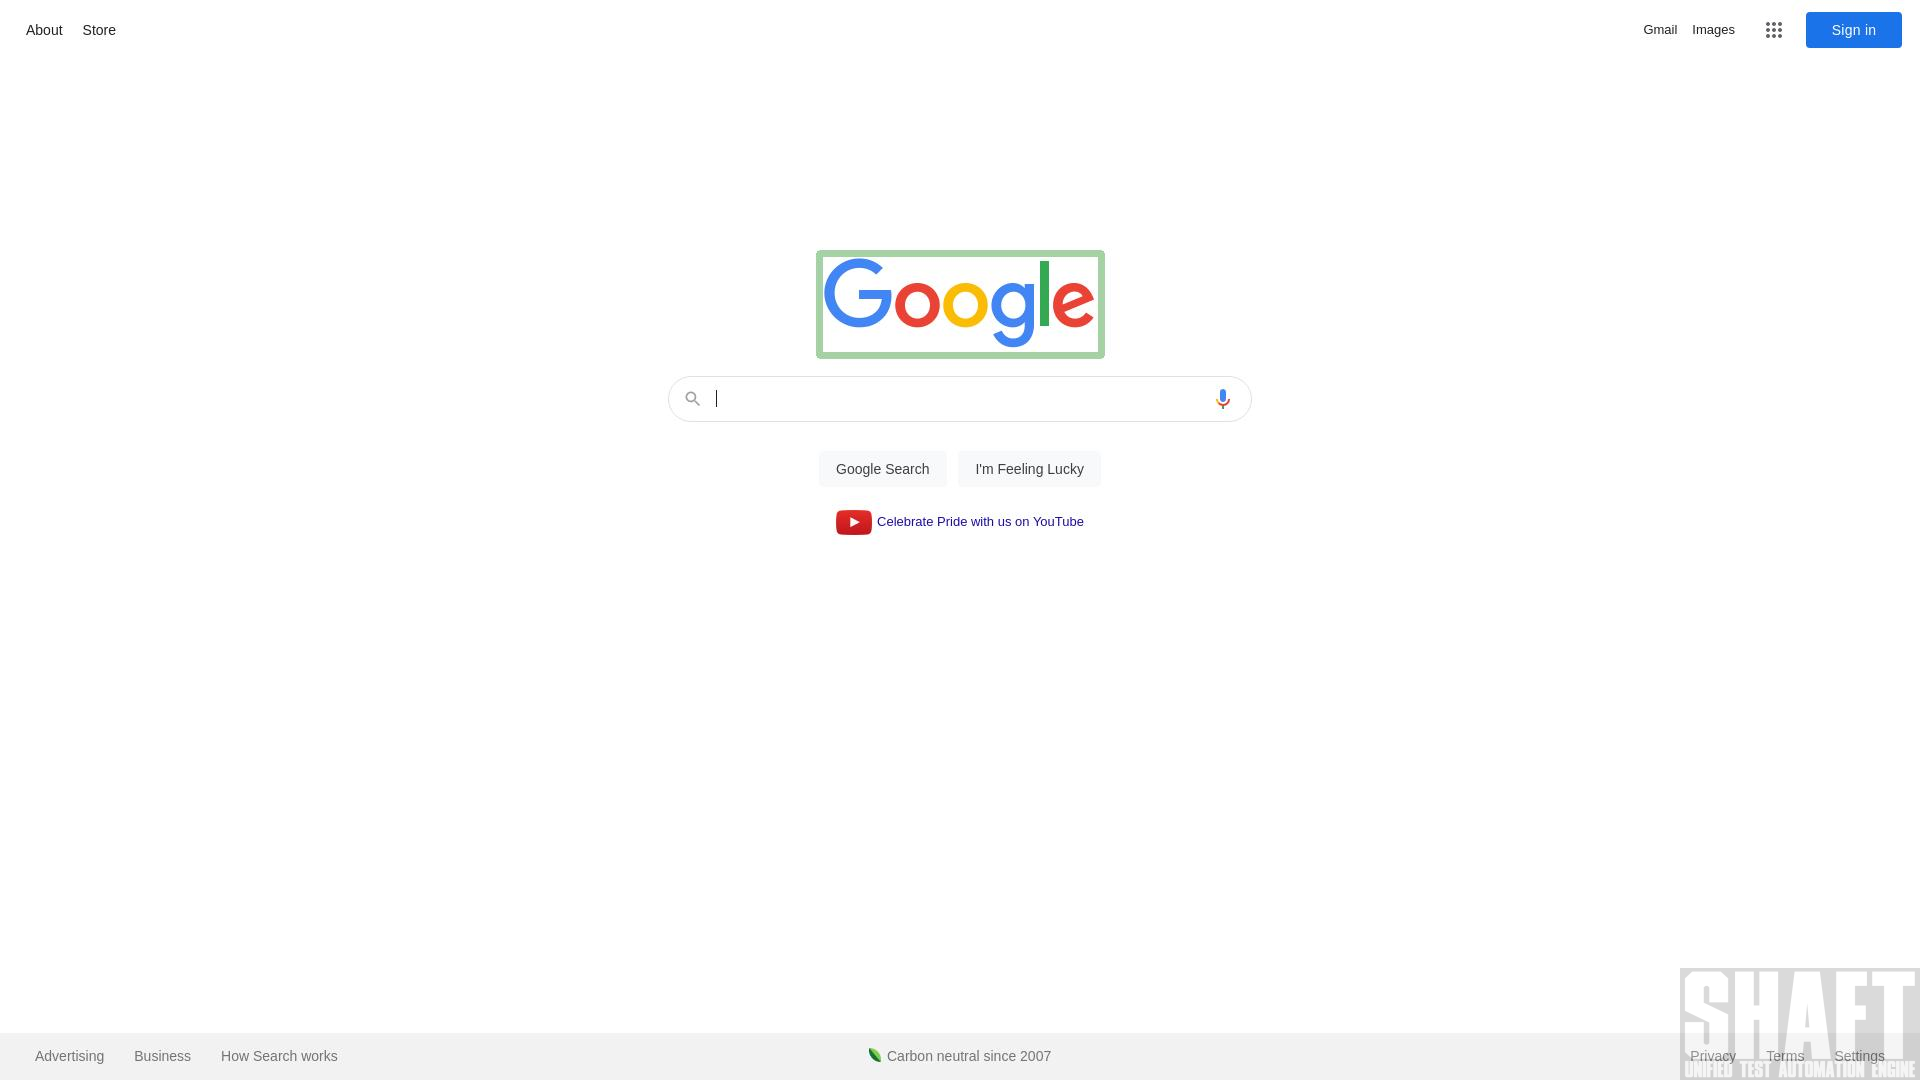 About Store Gmail Images Sign in
Google
Google Search I'm Feeling Lucky
Celebrate Pride with us on YouTube
SHAFT
Advertising Business How Search works Carbon neutral since 2007 Privacy Terms Settings
UNIFIED TEST AUTOMATION ENGINE